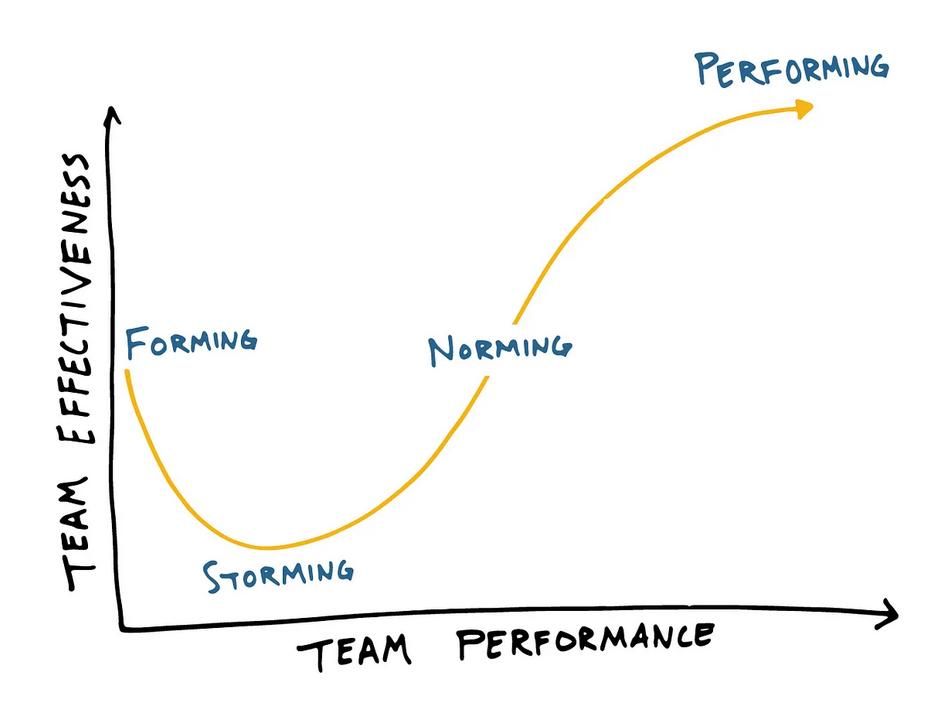 PERFORMING
TEAM EFFECTIVENESS
FORMING
NORMING
STORMING
TEAM PERFORMANCE